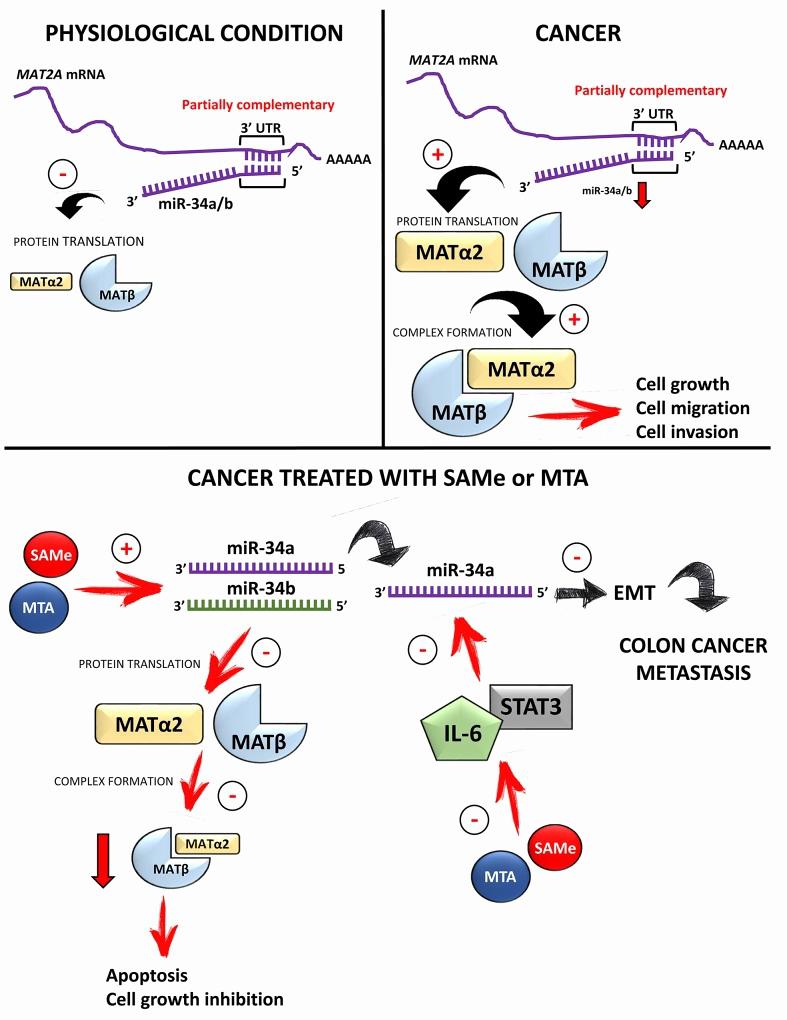 PHYSIOLOGICAL CONDITION
MAT2A mRNA
Partially complementary
3’ UTR
AAAAA
-
5’
3’
miR-34a/b
PROTEIN TRANSLATION
MATα2
MATβ
CANCER
MAT2A mRNA
Partially complementary
3’ UTR
AAAAA
+
5’
3’
miR-34a/b
PROTEIN TRANSLATION
MATα2
MATβ
+
COMPLEX FORMATION
MATα2
MATβ
Cell growth
Cell migration
Cell invasion
CANCER TREATED WITH SAMe or MTA
SAMe
MTA
+
miR-34a
3’ 5
miR-34b
3’ 5’
miR-34a
3’ 5’
-
EMT
COLON CANCER
METASTASIS
-
PROTEIN TRANSLATION
MATα2
MATβ
COMPLEX FORMATION
-
MATα2
MATβ
Apoptosis
Cell growth inhibition
-
STAT3
IL-6
-
SAMe
MTA